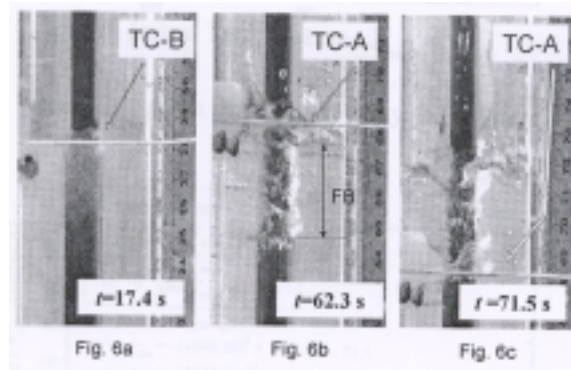 TC-B
TC-A
TC-A
FB
t=17.4 s
t=62.3 s
t=71.5 s
Fig. 6a
Fig. 6b
Fig. 6c